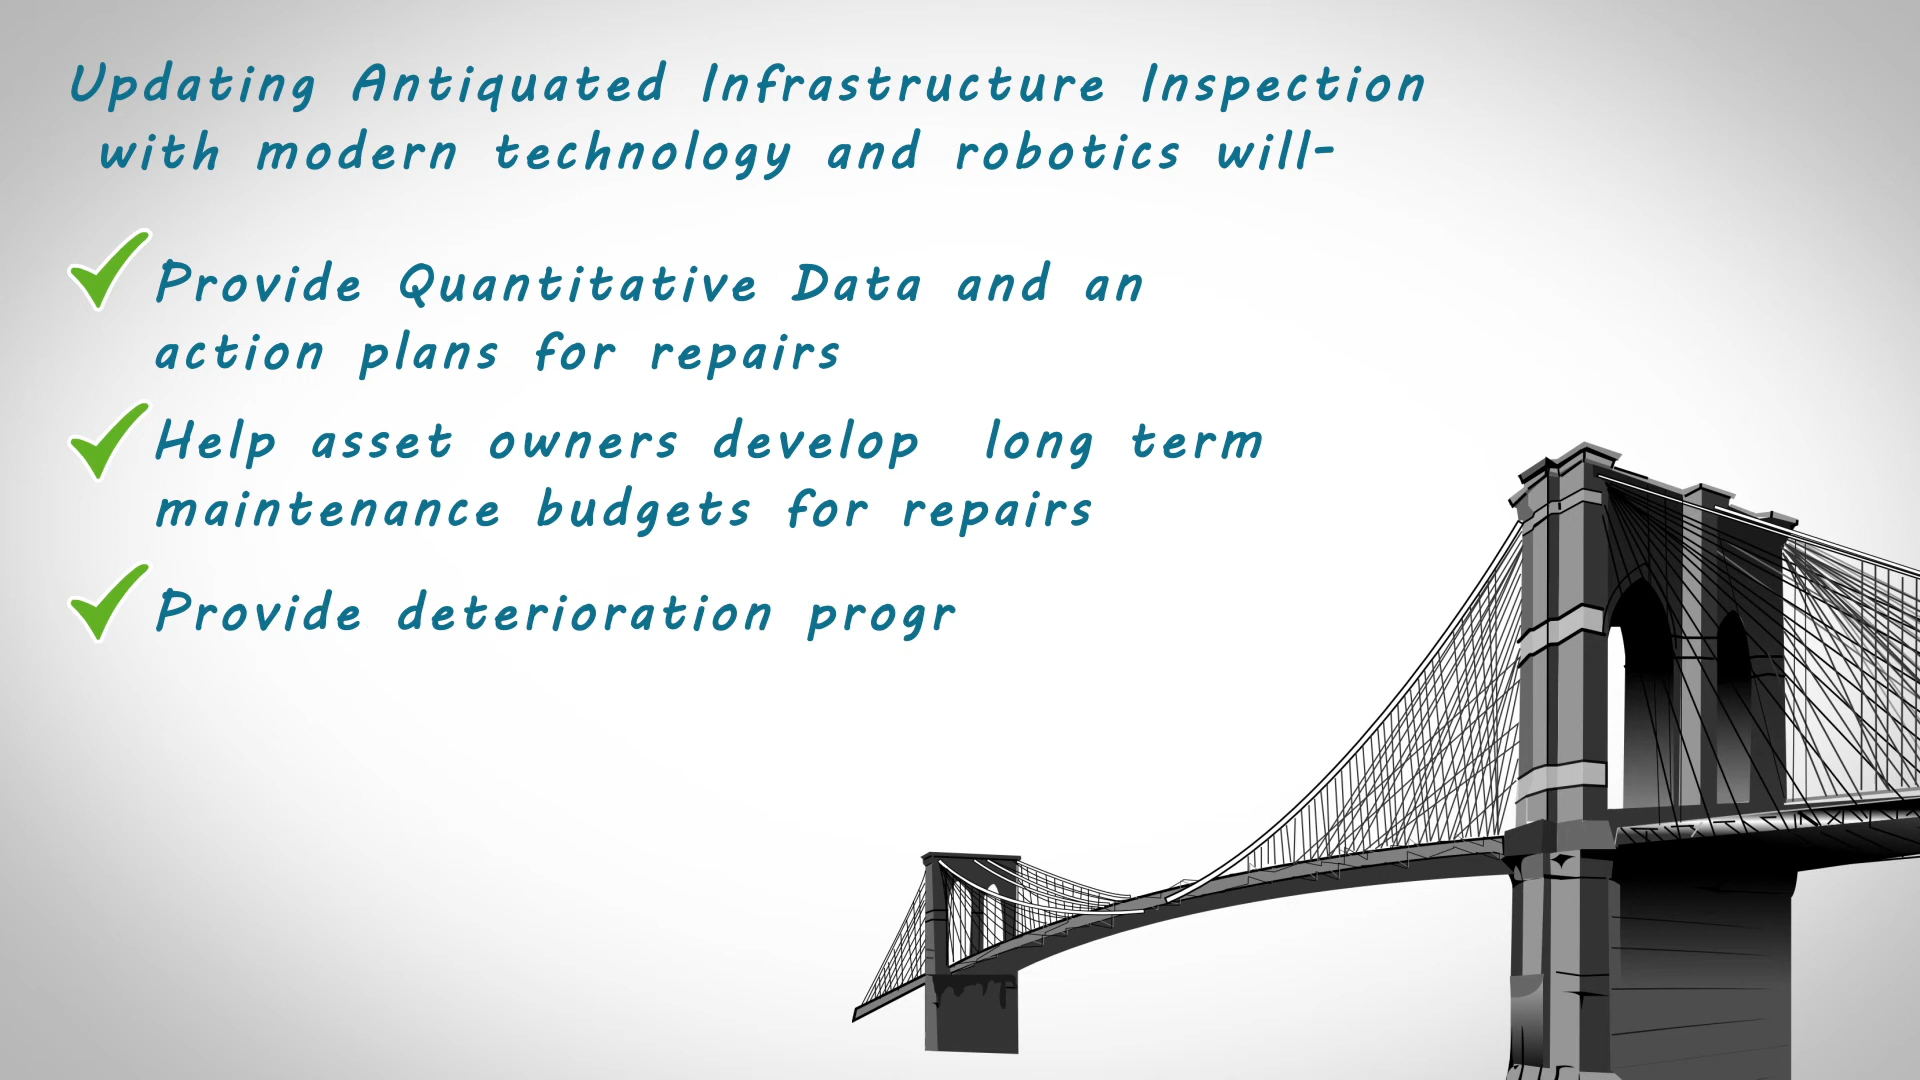 Updating Antiquated Infrastructure Inspection
with modern technology and robotics will-
Provide Quantitative Data and an
action plans for repairs
Help asset owners develop long term
maintenance budgets for repairs
Provide deterioration progr